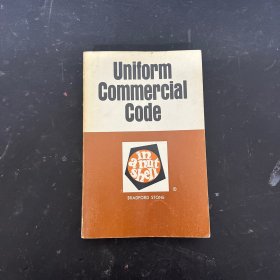 Uniform
Commercial
Code
in
a nut
shell
®
BRADFORD STONE